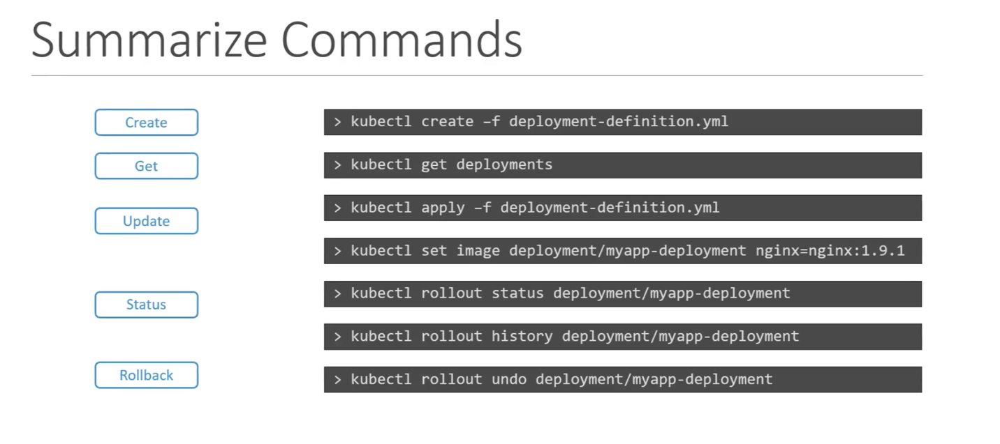 Summarize Commands
Create
> kubectl create –f deployment-definition.yml
Get
> kubectl get deployments
Update
> kubectl apply –f deployment-definition.yml
> kubectl set image deployment/myapp-deployment nginx=nginx:1.9.1
Status
> kubectl rollout status deployment/myapp-deployment
> kubectl rollout history deployment/myapp-deployment
Rollback
> kubectl rollout undo deployment/myapp-deployment